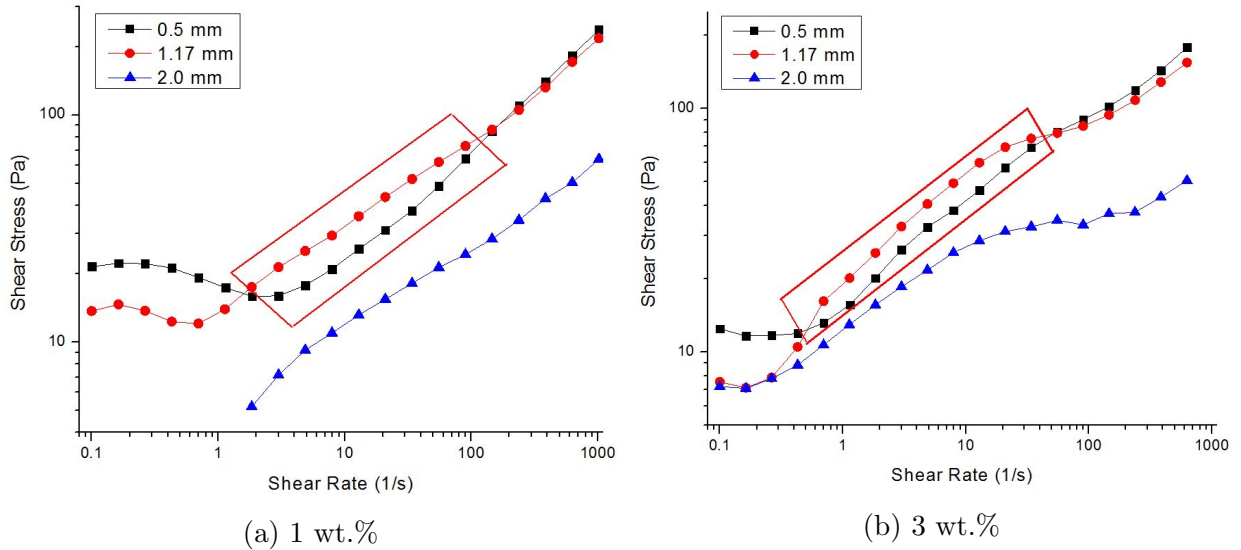 0.5 mm
1.17 mm
2.0 mm
100
10
Shear Stress (Pa)
0.1 1 10 100 1000
Shear Rate (1/s)
(a) 1 wt.%
0.5 mm
1.17 mm
2.0 mm
100
10
Shear Stress (Pa)
0.1 1 10 100 1000
Shear Rate (1/s)
(b) 3 wt.%